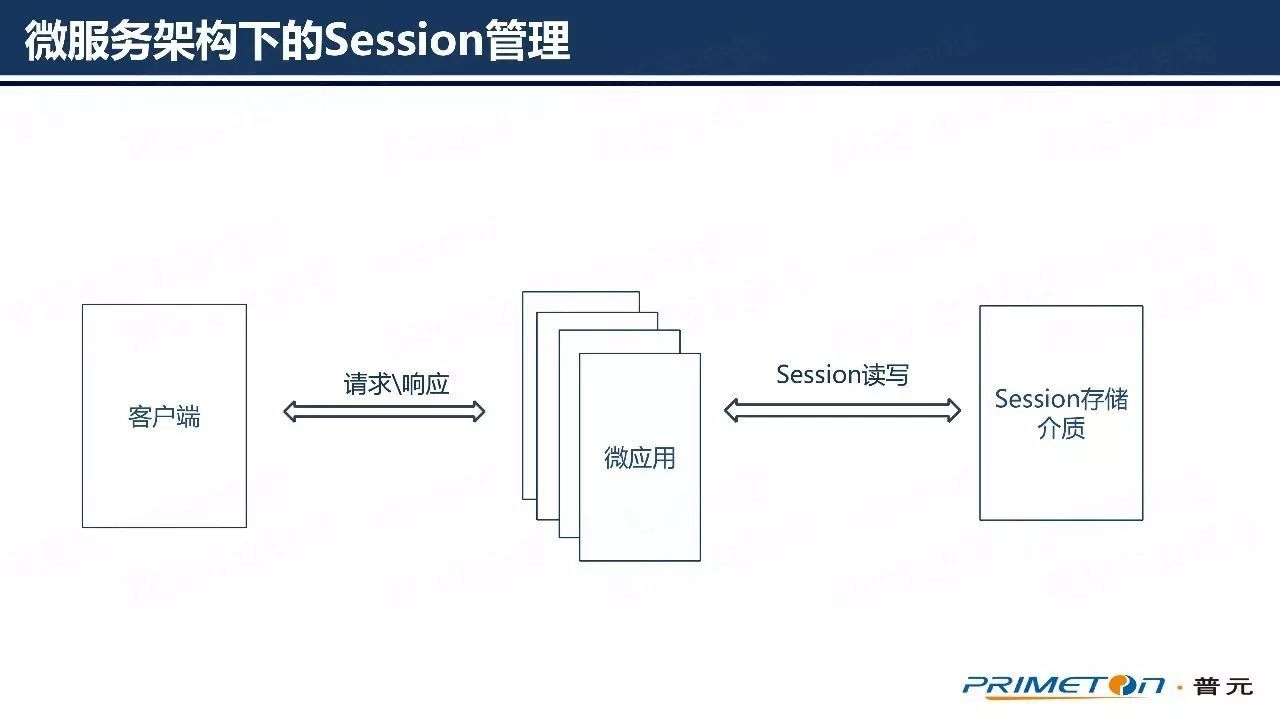 微服务架构下的Session管理
客户端
请求\响应
微应用
Session读写
Session存储
介质
PRIMETON·普元